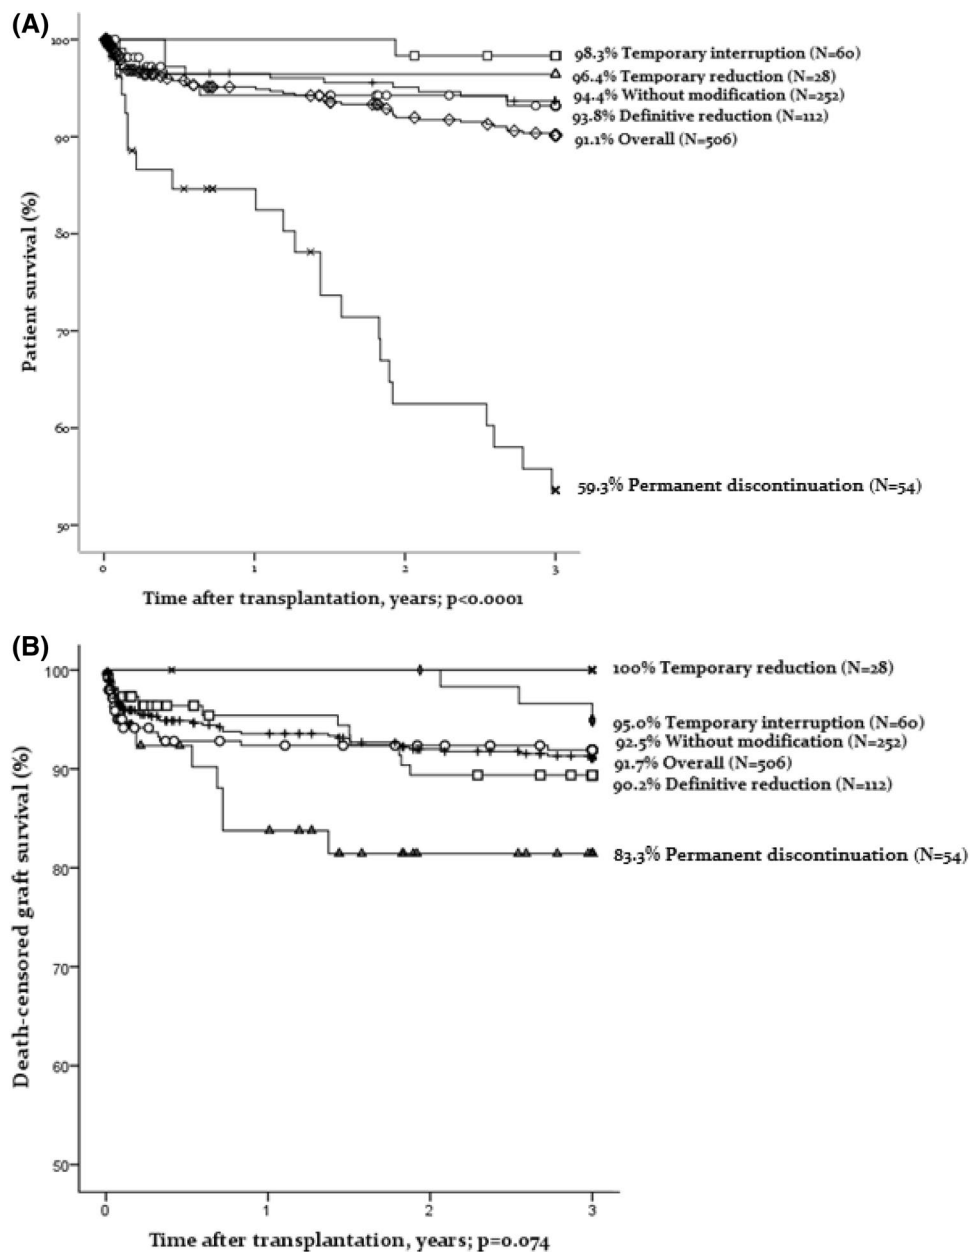 (A)
100
90
80
70
60
50
Patient survival (%)
98.3% Temporary interruption (N=60)
96.4% Temporary reduction (N=28)
94.4% Without modification (N=252)
93.8% Definitive reduction (N=112)
91.1% Overall (N=506)
59.3% Permanent discontinuation (N=54)
0 1 2 3
Time after transplantation, years; p<0.0001
(B)
100
90
80
70
60
50
Death-censored graft survival (%)
100% Temporary reduction (N=28)
95.0% Temporary interruption (N=60)
92.5% Without modification (N=252)
91.7% Overall (N=506)
90.2% Definitive reduction (N=112)
83.3% Permanent discontinuation (N=54)
0 1 2 3
Time after transplantation, years; p=0.074